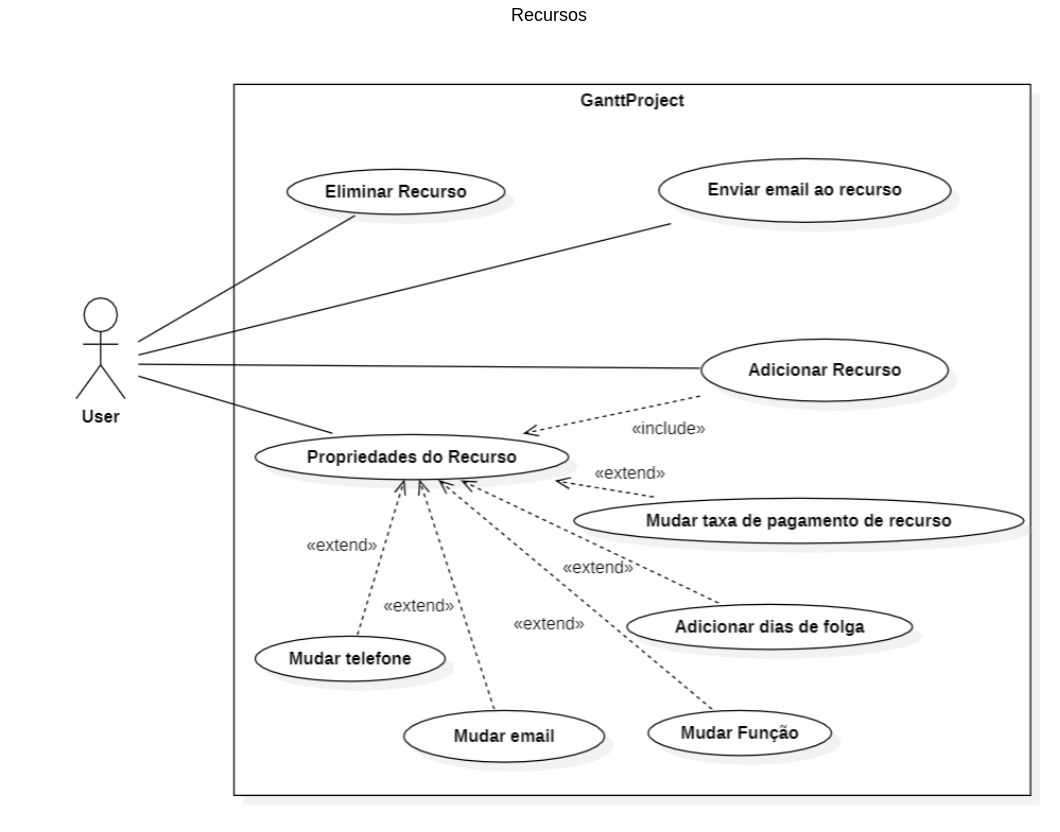 Recursos
GanttProject
Eliminar Recurso
Enviar email ao recurso
Adicionar Recurso
User
«include»
Propriedades do Recurso
«extend»
Mudar taxa de pagamento de recurso
«extend»
«extend»
«extend»
«extend»
Adicionar dias de folga
Mudar telefone
Mudar email
Mudar Função